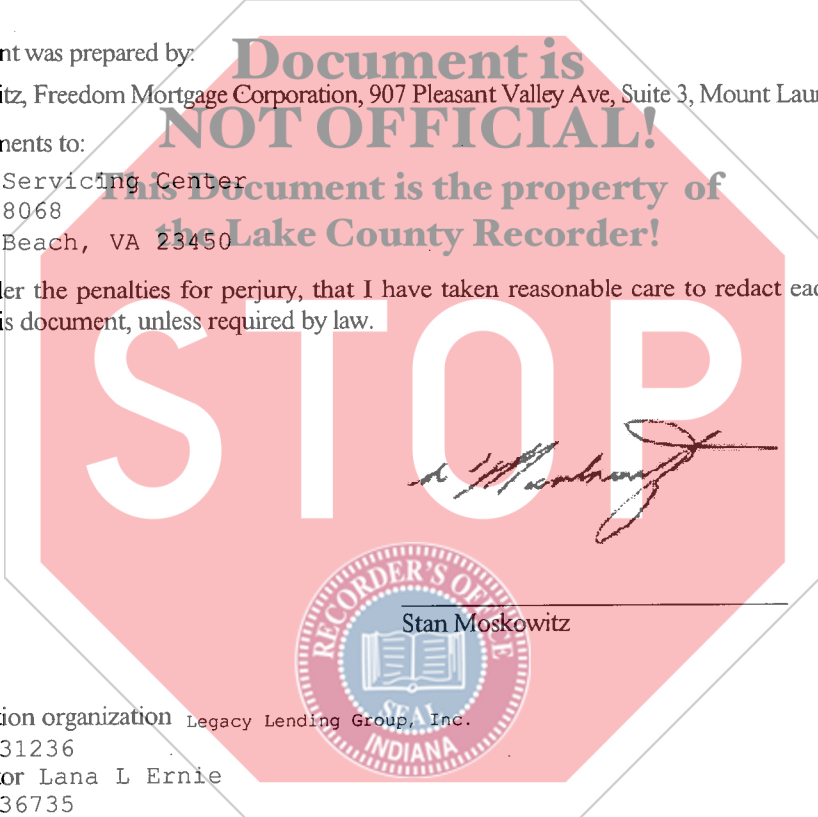 nt was prepared by:
Document is
itz, Freedom Mortgage Corporation, 907 Pleasant Valley Ave, Suite 3, Mount Lau
NOT OFFICIAL!
ments to:
Servicing Center
This Document is the property of
8068
Beach, VA 23450
the Lake County Recorder!
er the penalties for perjury, that I have taken reasonable care to redact eac
is document, unless required by law.
STOP
RECORDER'S OFFICE
Stan Moskowitz
SEAL
INDIANA
tion organization Legacy Lending Group, Inc.
31236
or Lana L Ernie
36735